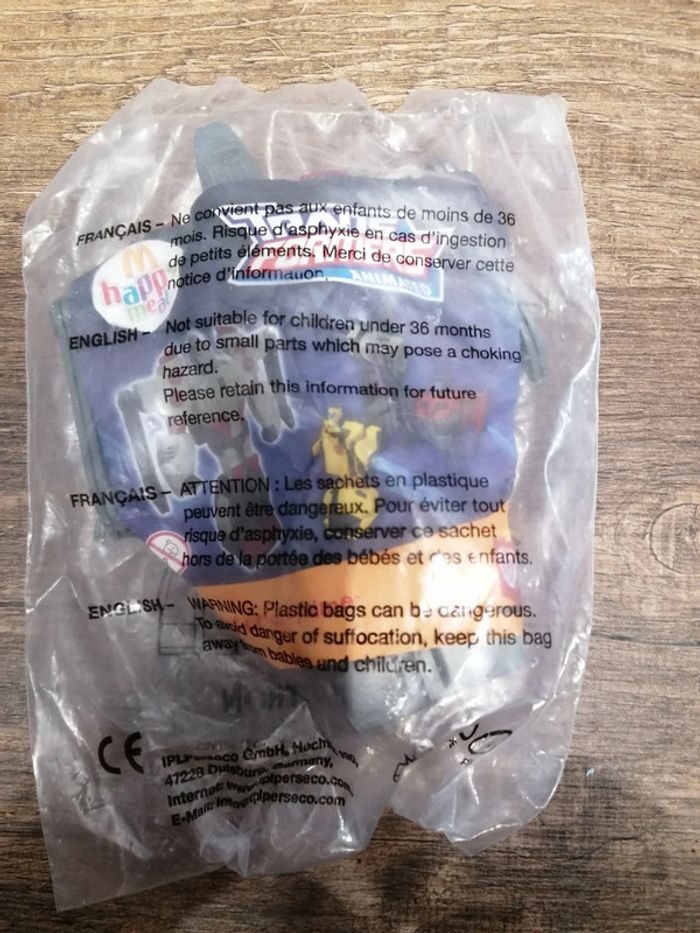 FRANÇAIS – Ne convient pas aux enfants de moins de 36
mois. Risque d'asphyxie en cas d'ingestion
de petits éléments. Merci de conserver cette
notice d'information.
TRANSFORMERS
ANIMATED
happy
meal
ENGLISH – Not suitable for children under 36 months
due to small parts which may pose a choking
hazard.
Please retain this information for future
reference.
FRANÇAIS – ATTENTION : Les sachets en plastique
peuvent être dangereux. Pour éviter tout
risque d'asphyxie, conserver ce sachet
hors de la portée des bébés et des enfants.
ENGLISH – WARNING: Plastic bags can be dangerous.
To avoid danger of suffocation, keep this bag
away from babies and children.
CE
IPLPerseco GmbH,
47228 Duisburg, Germany,
Internet: www.iplperseco.com
E-Mail: